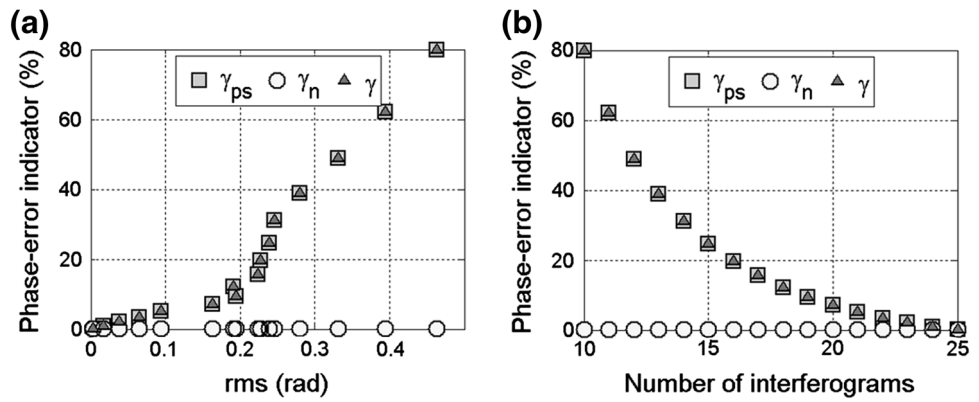 (a)
Phase-error indicator (%)
80
60
40
20
0
γps γn γ
0 0.1 0.2 0.3 0.4
rms (rad)
(b)
Phase-error indicator (%)
80
60
40
20
0
γps γn γ
10 15 20 25
Number of interferograms